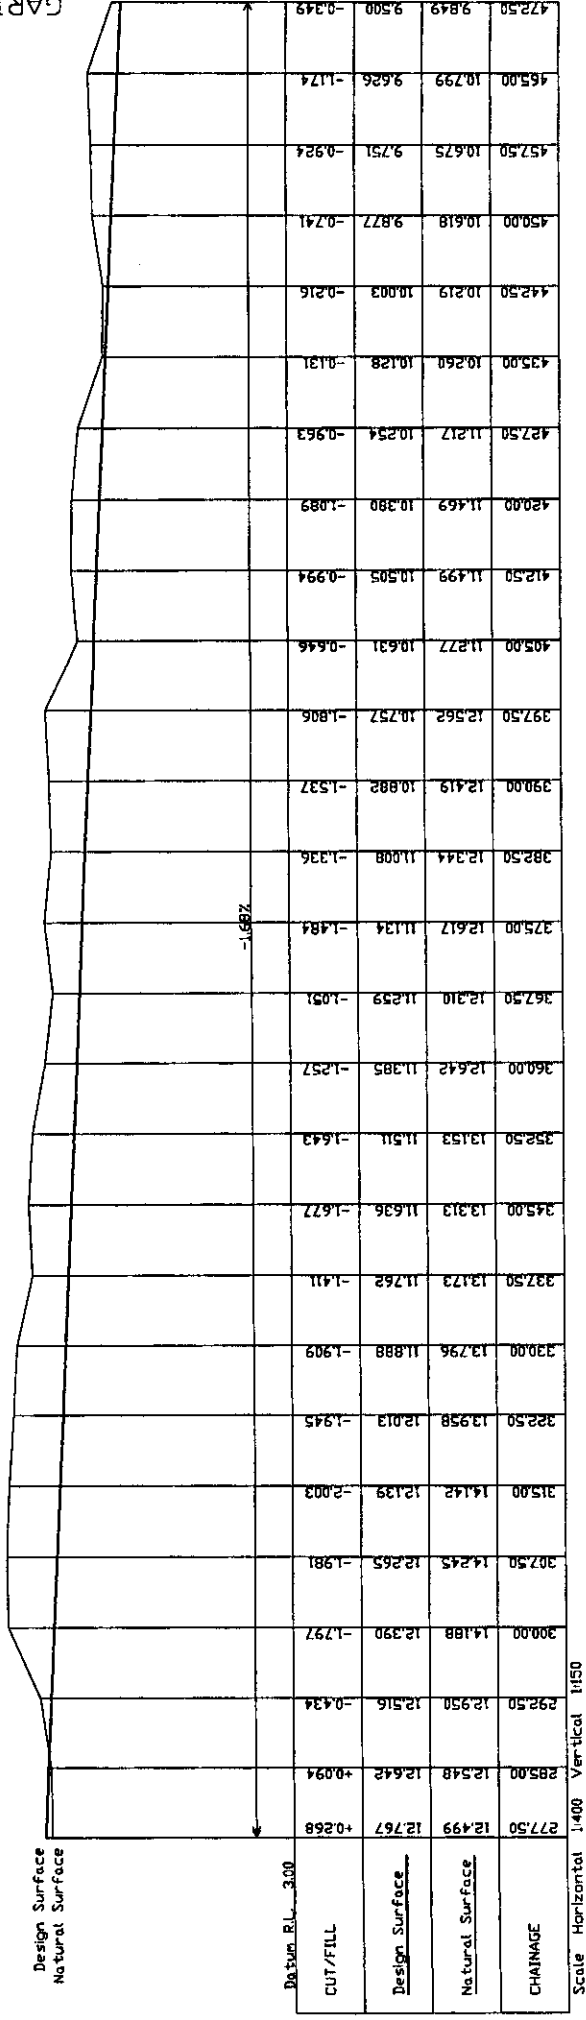 Design Surface
Natural Surface
-1.68%
Datum R.L. 3.00
CUT/FILL +0.268 +0.094 -0.434 -1.797 -1.981 -2.003 -1.945 -1.909 -1.411 -1.677 -1.643 -1.257 -1.051 -1.484 -1.336 -1.537 -1.806 -0.646 -0.994 -1.089 -0.963 -0.131 -0.216 -0.741 -0.924 -1.174 -0.349
Design Surface 12.767 12.642 12.516 12.390 12.265 12.139 12.013 11.888 11.762 11.636 11.511 11.385 11.259 11.134 11.008 10.882 10.757 10.631 10.505 10.380 10.254 10.128 10.003 9.877 9.751 9.626 9.500
Natural Surface 12.499 12.548 12.950 14.188 14.245 14.142 13.958 13.796 13.173 13.313 13.153 12.642 12.310 12.617 12.344 12.419 12.562 11.277 11.499 11.469 11.217 10.260 10.219 10.618 10.675 10.799 9.849
CHAINAGE 277.50 285.00 292.50 300.00 307.50 315.00 322.50 330.00 337.50 345.00 352.50 360.00 367.50 375.00 382.50 390.00 397.50 405.00 412.50 420.00 427.50 435.00 442.50 450.00 457.50 465.00 472.50
Scale Horizontal 1:400 Vertical 1:150